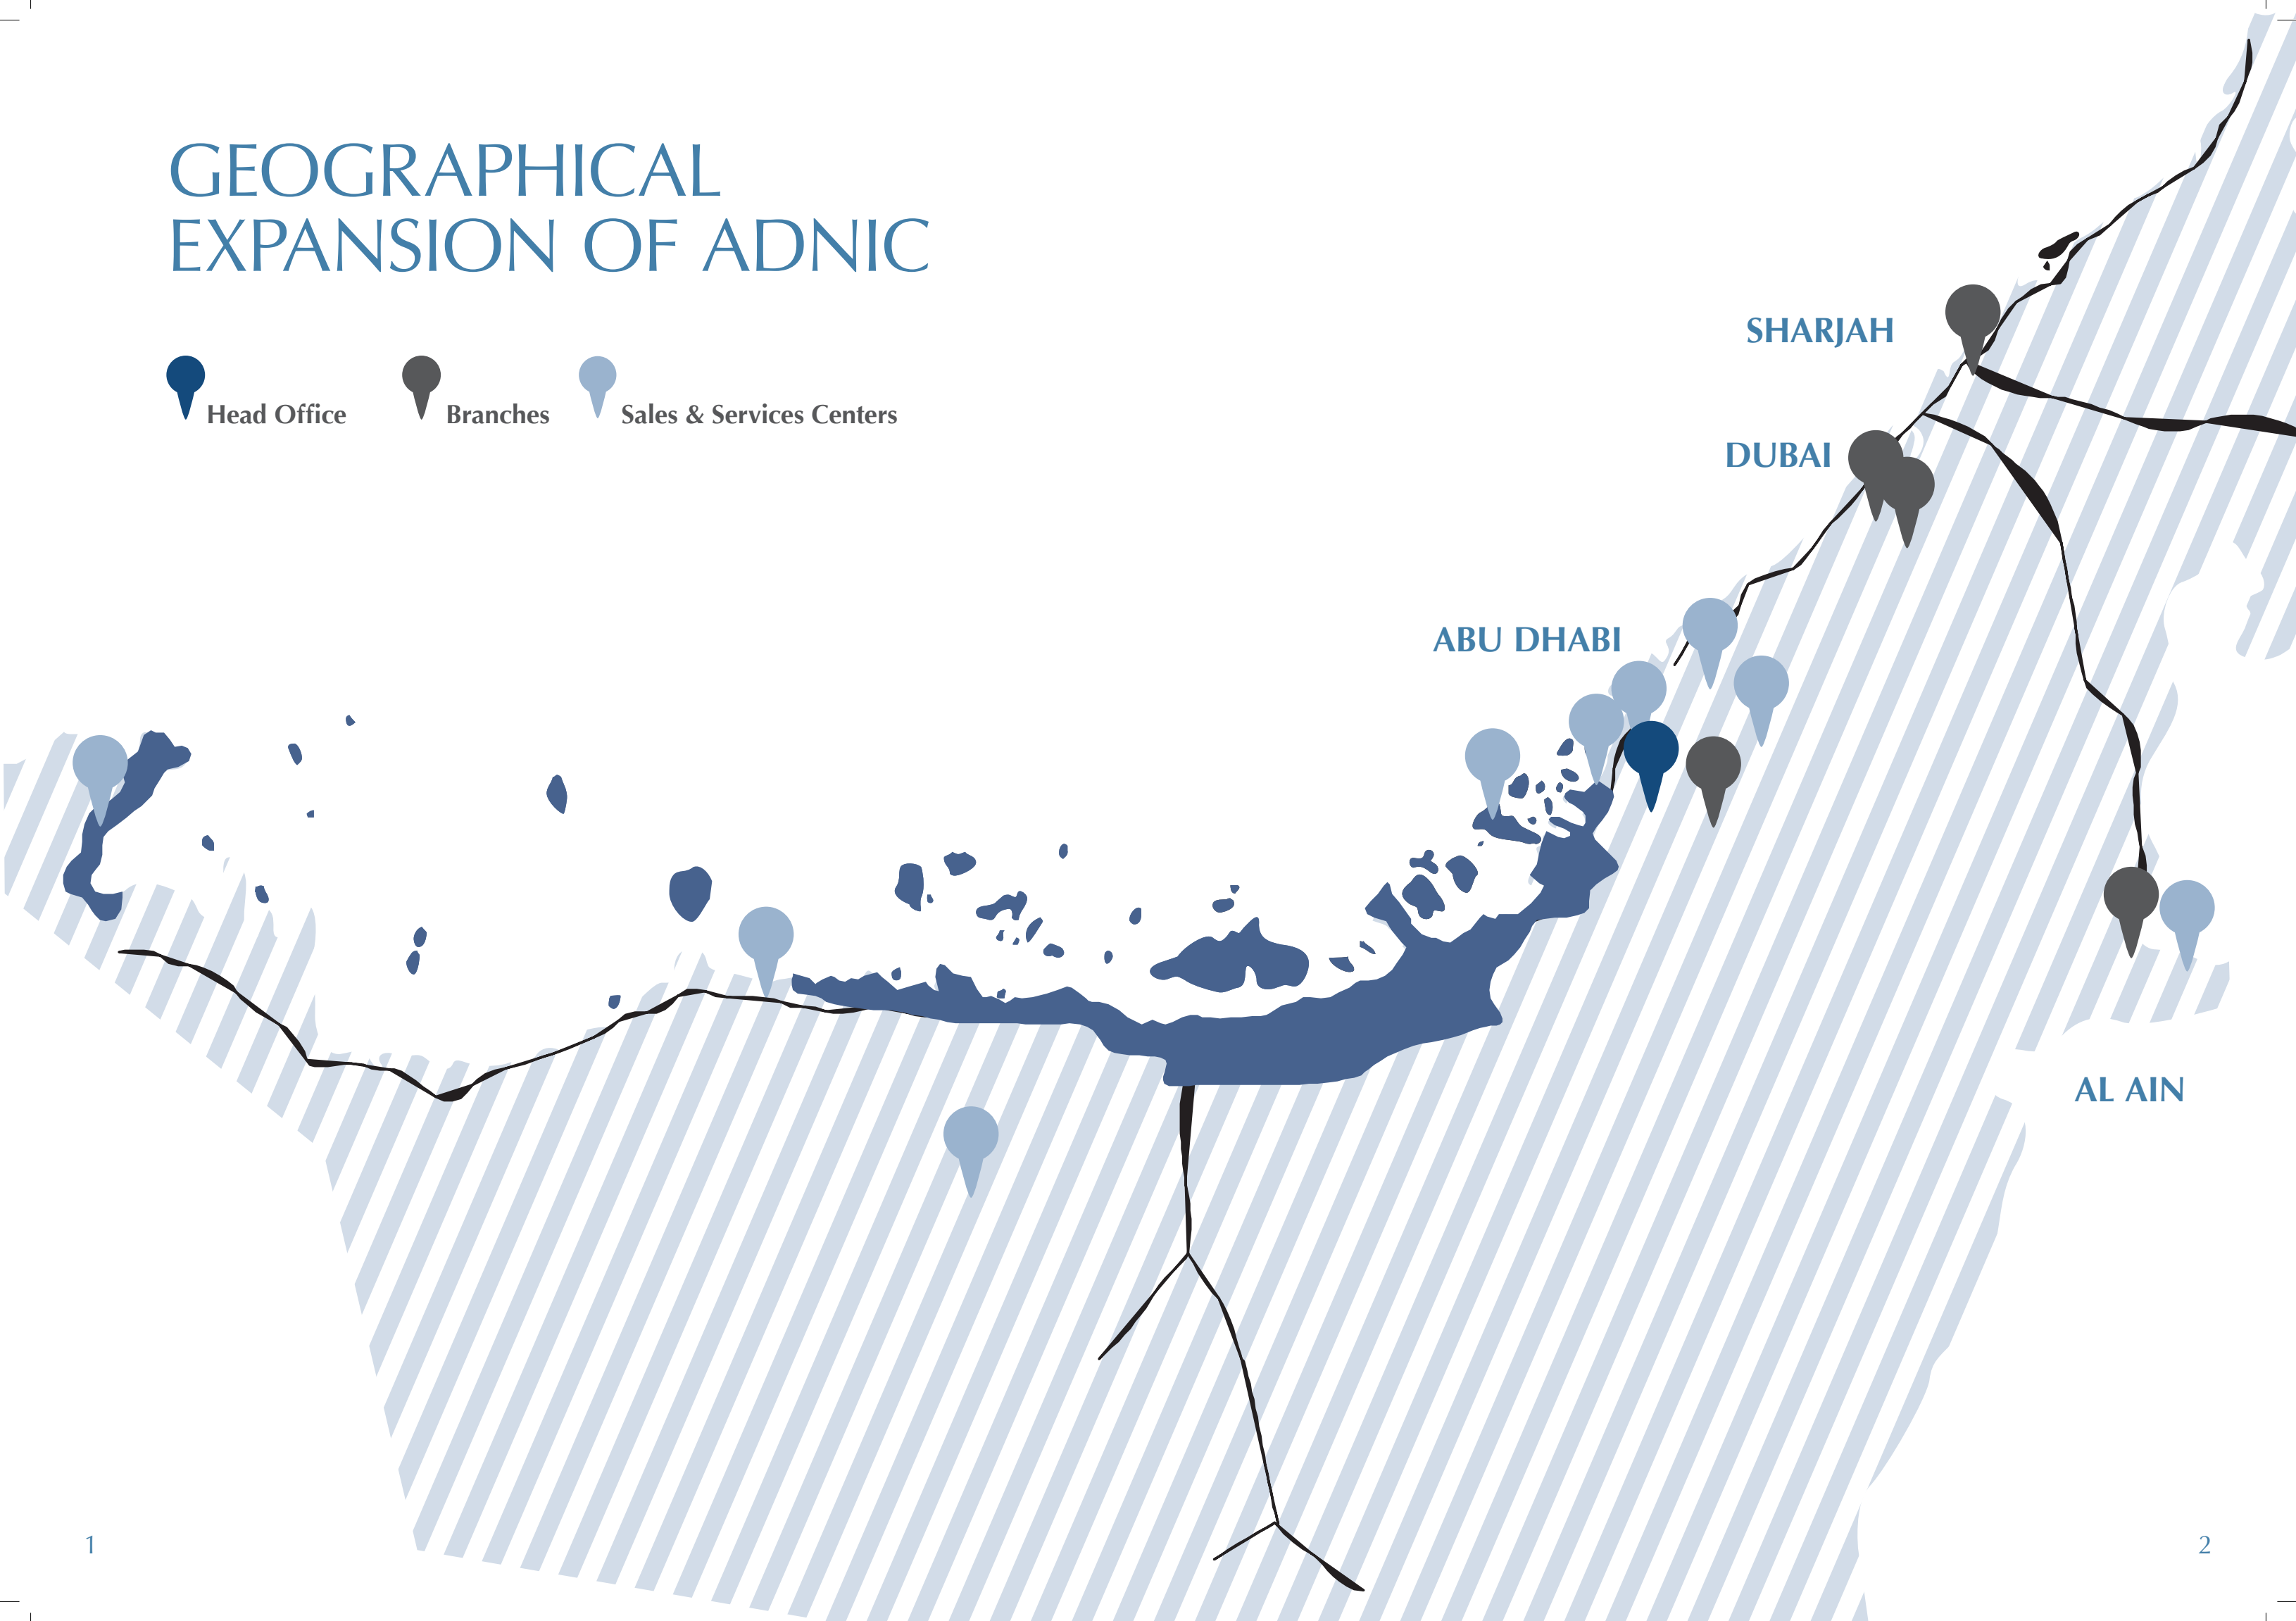 GEOGRAPHICAL
EXPANSION OF ADNIC
Head Office
Branches
Sales & Services Centers
SHARJAH
DUBAI
ABU DHABI
AL AIN
1
2